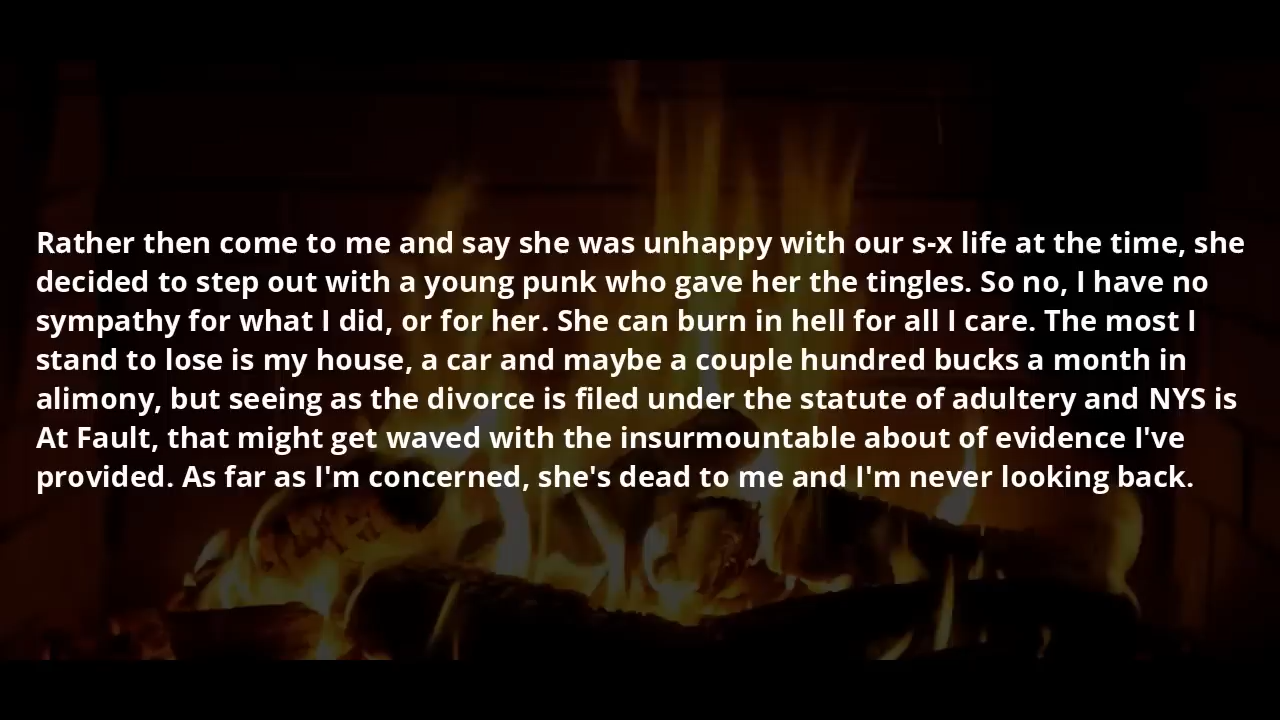 Rather then come to me and say she was unhappy with our s-x life at the time, she
decided to step out with a young punk who gave her the tingles. So no, I have no
sympathy for what I did, or for her. She can burn in hell for all I care. The most I
stand to lose is my house, a car and maybe a couple hundred bucks a month in
alimony, but seeing as the divorce is filed under the statute of adultery and NYS is
At Fault, that might get waved with the insurmountable about of evidence I've
provided. As far as I'm concerned, she's dead to me and I'm never looking back.